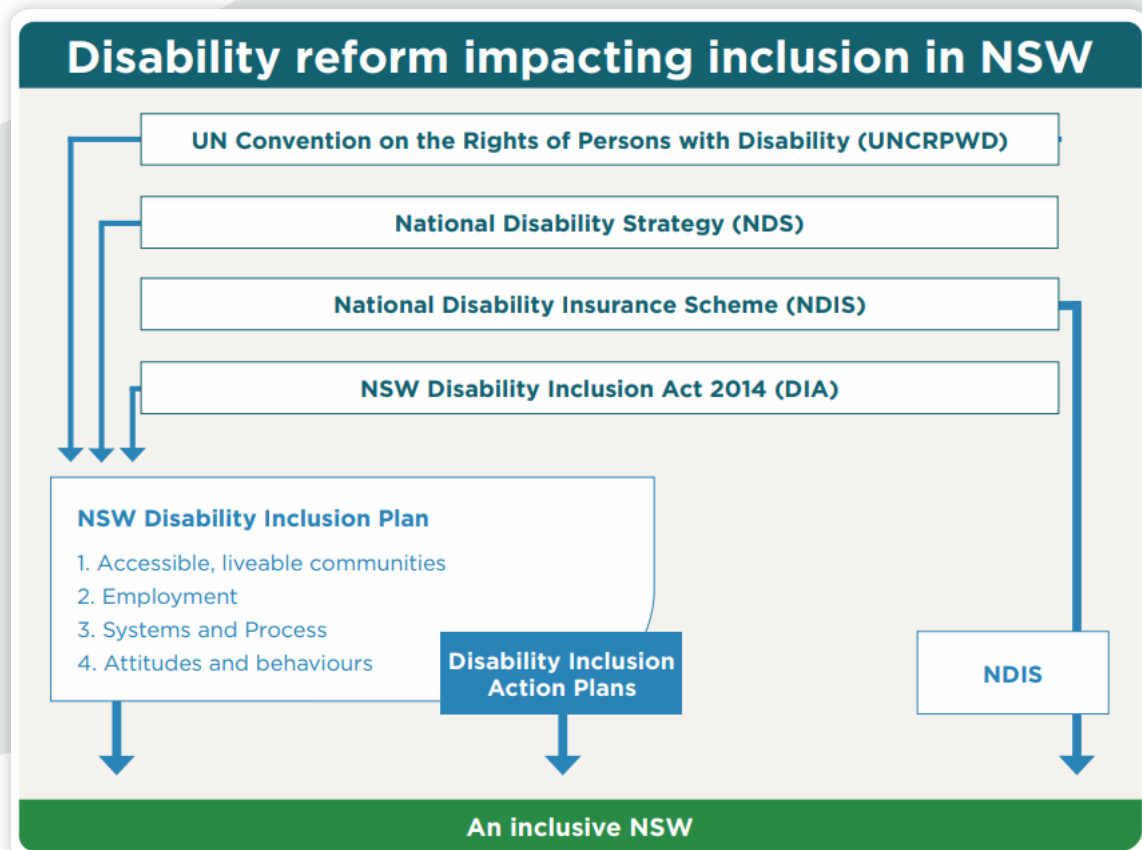 Disability reform impacting inclusion in NSW
UN Convention on the Rights of Persons with Disability (UNCRPWD)
National Disability Strategy (NDS)
National Disability Insurance Scheme (NDIS)
NSW Disability Inclusion Act 2014 (DIA)
NSW Disability Inclusion Plan
1. Accessible, liveable communities
2. Employment
3. Systems and Process
4. Attitudes and behaviours
Disability Inclusion
Action Plans
NDIS
An inclusive NSW